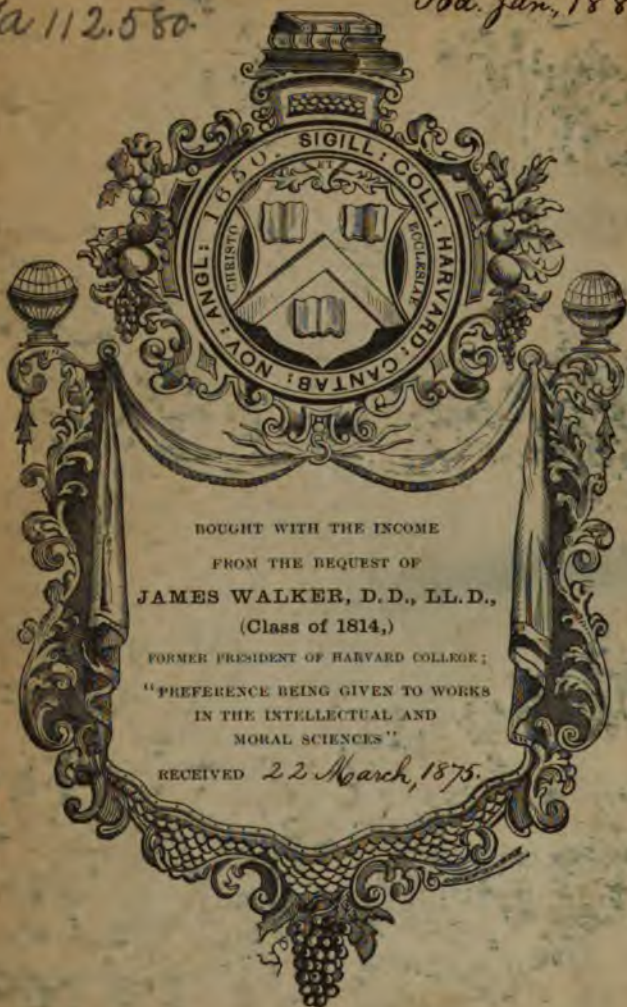 a 112.580.
Jan., 188
SIGILL: COLL: HARVARD: CANTAB: NOV: ANGL: 1650.
ET
CHRISTO
ECCLESIAE
BOUGHT WITH THE INCOME
FROM THE BEQUEST OF
JAMES WALKER, D.D., LL.D.,
(Class of 1814,)
FORMER PRESIDENT OF HARVARD COLLEGE;
"PREFERENCE BEING GIVEN TO WORKS
IN THE INTELLECTUAL AND
MORAL SCIENCES"
RECEIVED 22 March, 1875.